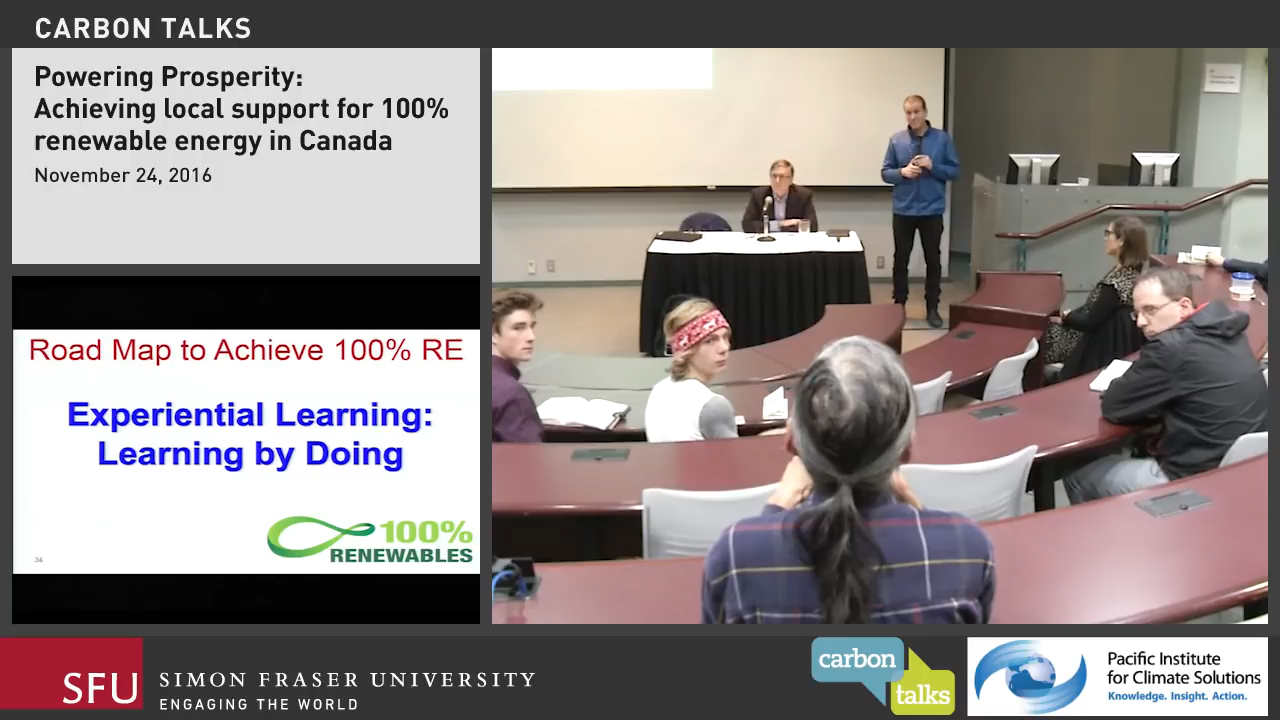 CARBON TALKS
Powering Prosperity:
Achieving local support for 100%
renewable energy in Canada
November 24, 2016
Road Map to Achieve 100% RE
Experiential Learning:
Learning by Doing
100%
RENEWABLES
34
SFU
SIMON FRASER UNIVERSITY
ENGAGING THE WORLD
carbon
talks
Pacific Institute
for Climate Solutions
Knowledge. Insight. Action.